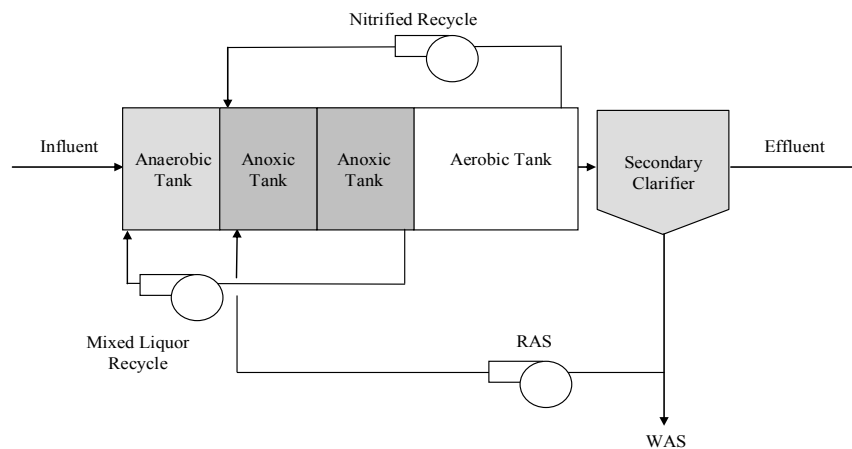 Nitrified Recycle
Influent
Anaerobic
Tank
Anoxic
Tank
Anoxic
Tank
Aerobic Tank
Secondary
Clarifier
Effluent
Mixed Liquor
Recycle
RAS
WAS